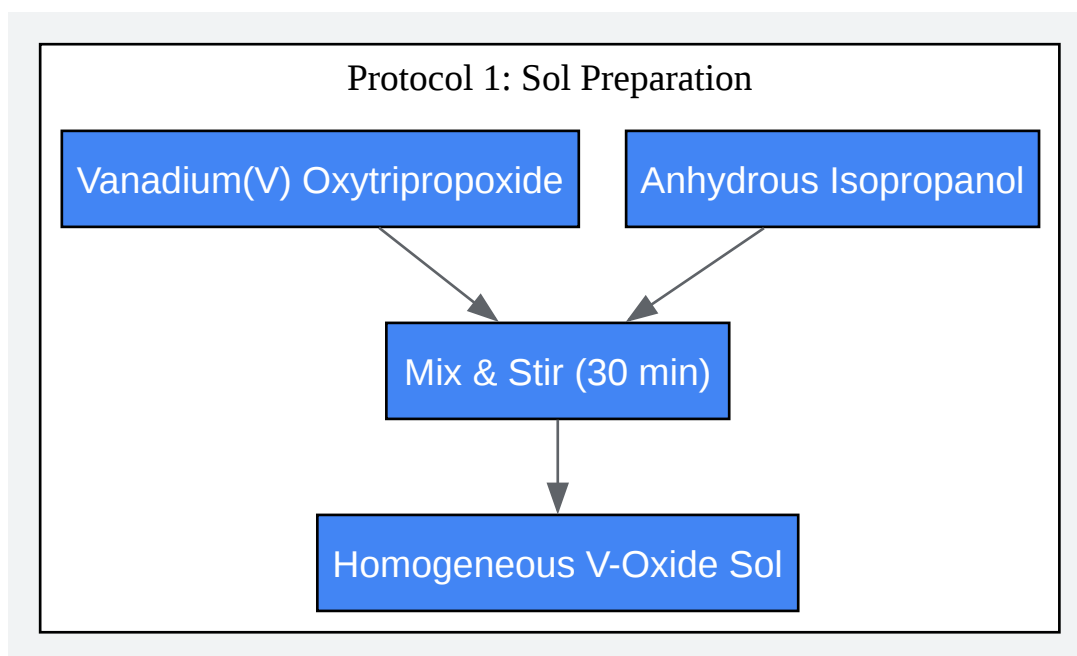 Protocol 1: Sol Preparation
Vanadium(V) Oxytripropoxide
Anhydrous Isopropanol
Mix & Stir (30 min)
Homogeneous V-Oxide Sol